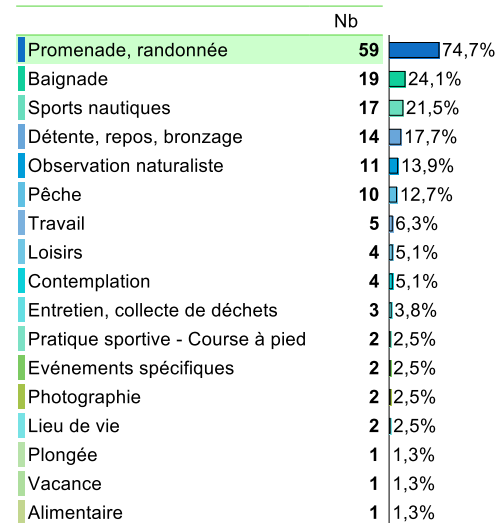 Nb
Promenade, randonnée 59 74,7%
Baignade 19 24,1%
Sports nautiques 17 21,5%
Détente, repos, bronzage 14 17,7%
Observation naturaliste 11 13,9%
Pêche 10 12,7%
Travail 5 6,3%
Loisirs 4 5,1%
Contemplation 4 5,1%
Entretien, collecte de déchets 3 3,8%
Pratique sportive - Course à pied 2 2,5%
Evénements spécifiques 2 2,5%
Photographie 2 2,5%
Lieu de vie 2 2,5%
Plongée 1 1,3%
Vacance 1 1,3%
Alimentaire 1 1,3%